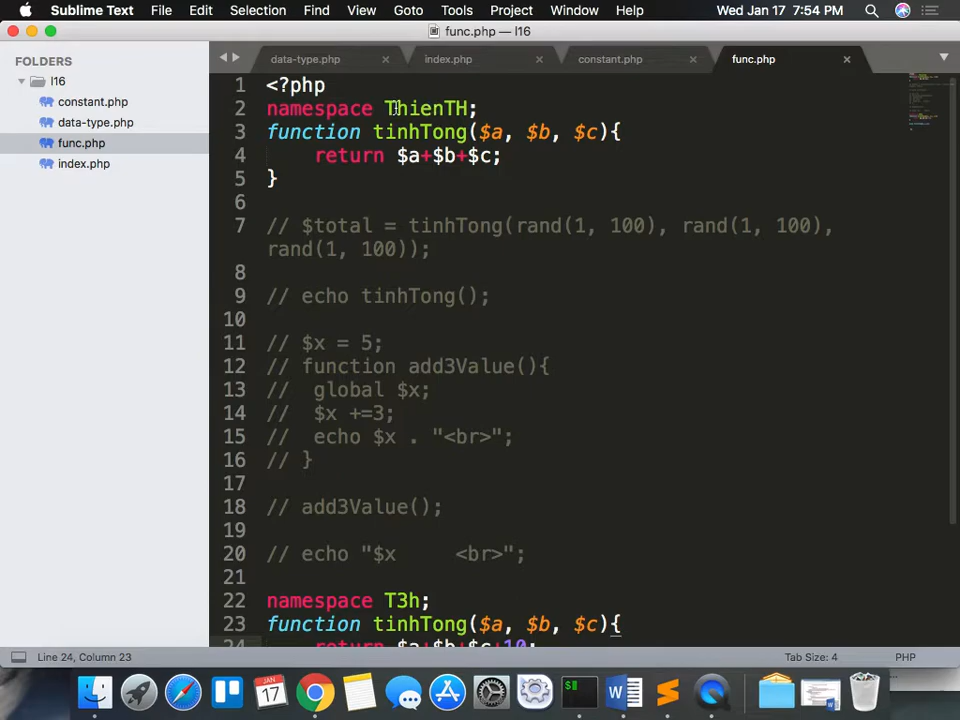 Sublime Text File Edit Selection Find View Goto Tools Project Window Help Wed Jan 17 7:54 PM
func.php — l16
FOLDERS
l16
constant.php
data-type.php
func.php
index.php
data-type.php × index.php × constant.php × func.php ×
1 <?php
2 namespace ThienTH;
3 function tinhTong($a, $b, $c){
4 return $a+$b+$c;
5 }
6
7 // $total = tinhTong(rand(1, 100), rand(1, 100),
rand(1, 100));
8
9 // echo tinhTong();
10
11 // $x = 5;
12 // function add3Value(){
13 // global $x;
14 // $x +=3;
15 // echo $x . "<br>";
16 // }
17
18 // add3Value();
19
20 // echo "$x <br>";
21
22 namespace T3h;
23 function tinhTong($a, $b, $c){
24 return $a+$b+$c+10;
Line 24, Column 23 Tab Size: 4 PHP
JAN
17